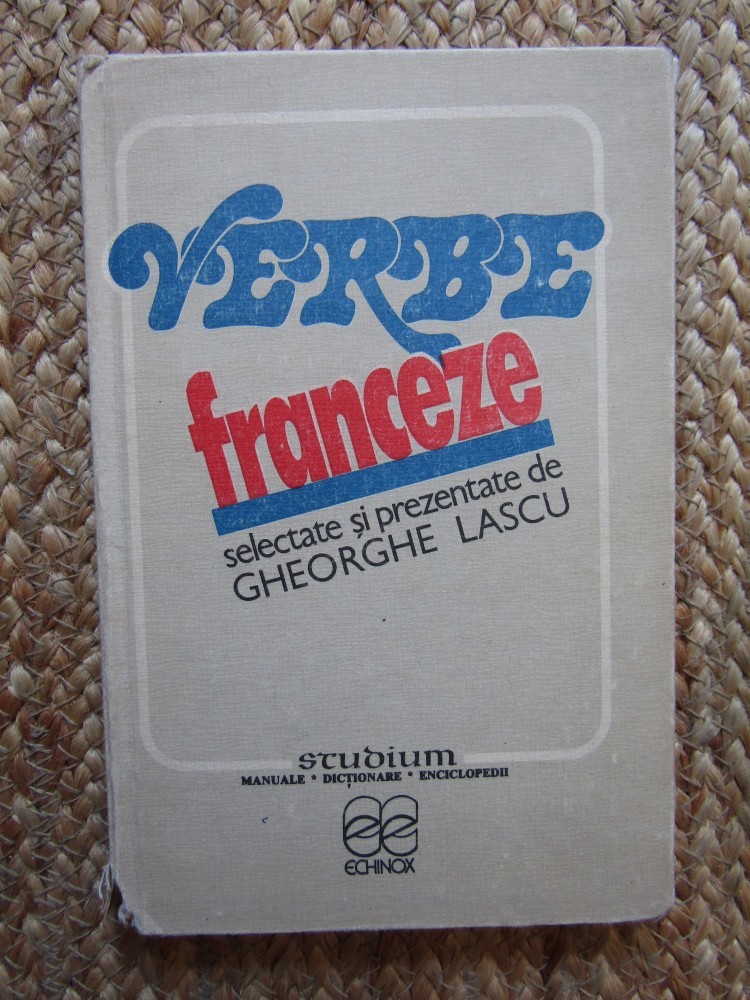 VERBE
franceze
selectate și prezentate de
GHEORGHE LASCU
studium
MANUALE • DICȚIONARE • ENCICLOPEDII
ECHINOX